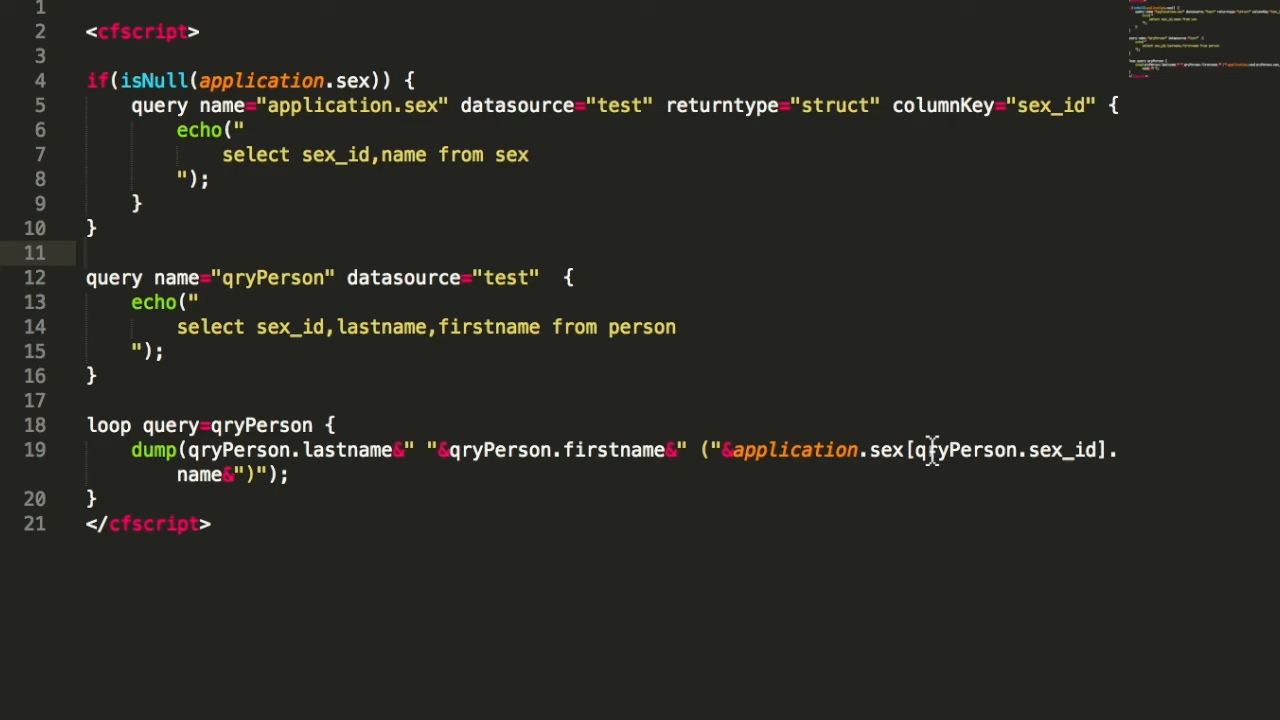 1
2 <cfscript>
3
4 if(isNull(application.sex)) {
5 query name="application.sex" datasource="test" returntype="struct" columnKey="sex_id" {
6 echo("
7 select sex_id,name from sex
8 ");
9 }
10 }
11
12 query name="qryPerson" datasource="test"  {
13 echo("
14 select sex_id,lastname,firstname from person
15 ");
16 }
17
18 loop query=qryPerson {
19 dump(qryPerson.lastname&" "&qryPerson.firstname&" ("&application.sex[qryPerson.sex_id].
name&")");
20 }
21 </cfscript>